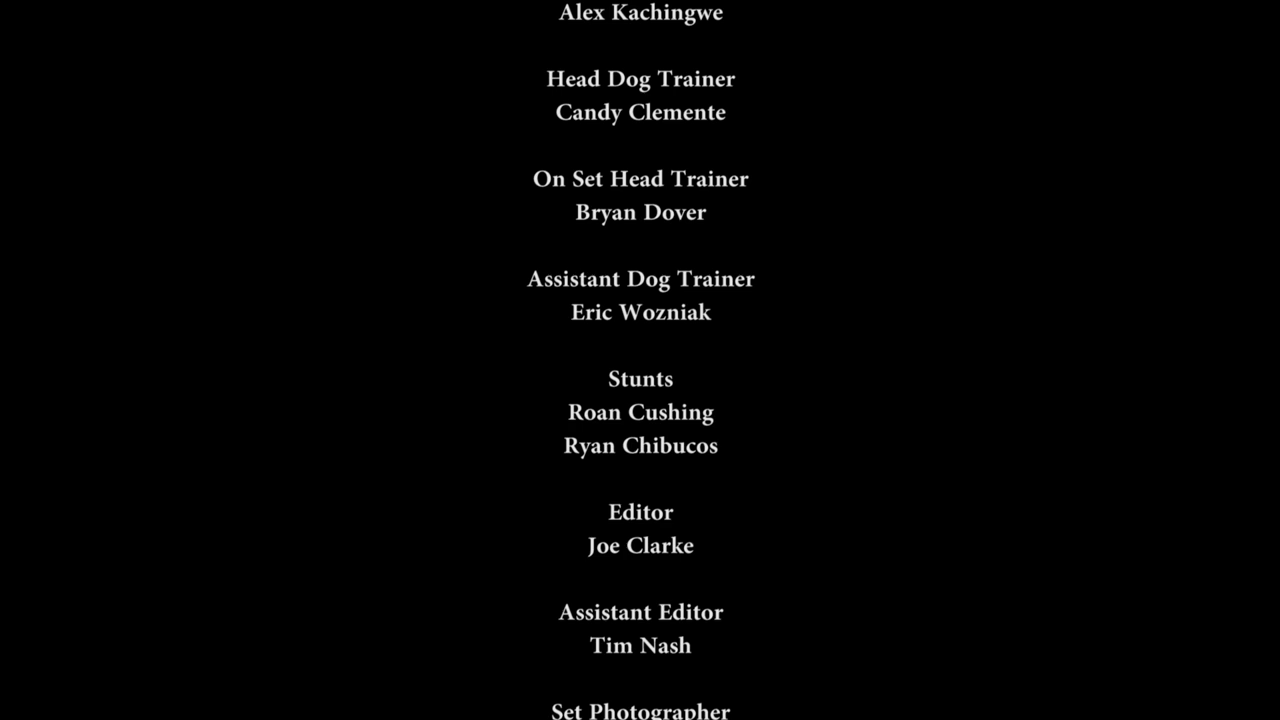 Alex Kachingwe
Head Dog Trainer
Candy Clemente
On Set Head Trainer
Bryan Dover
Assistant Dog Trainer
Eric Wozniak
Stunts
Roan Cushing
Ryan Chibucos
Editor
Joe Clarke
Assistant Editor
Tim Nash
Set Photographer